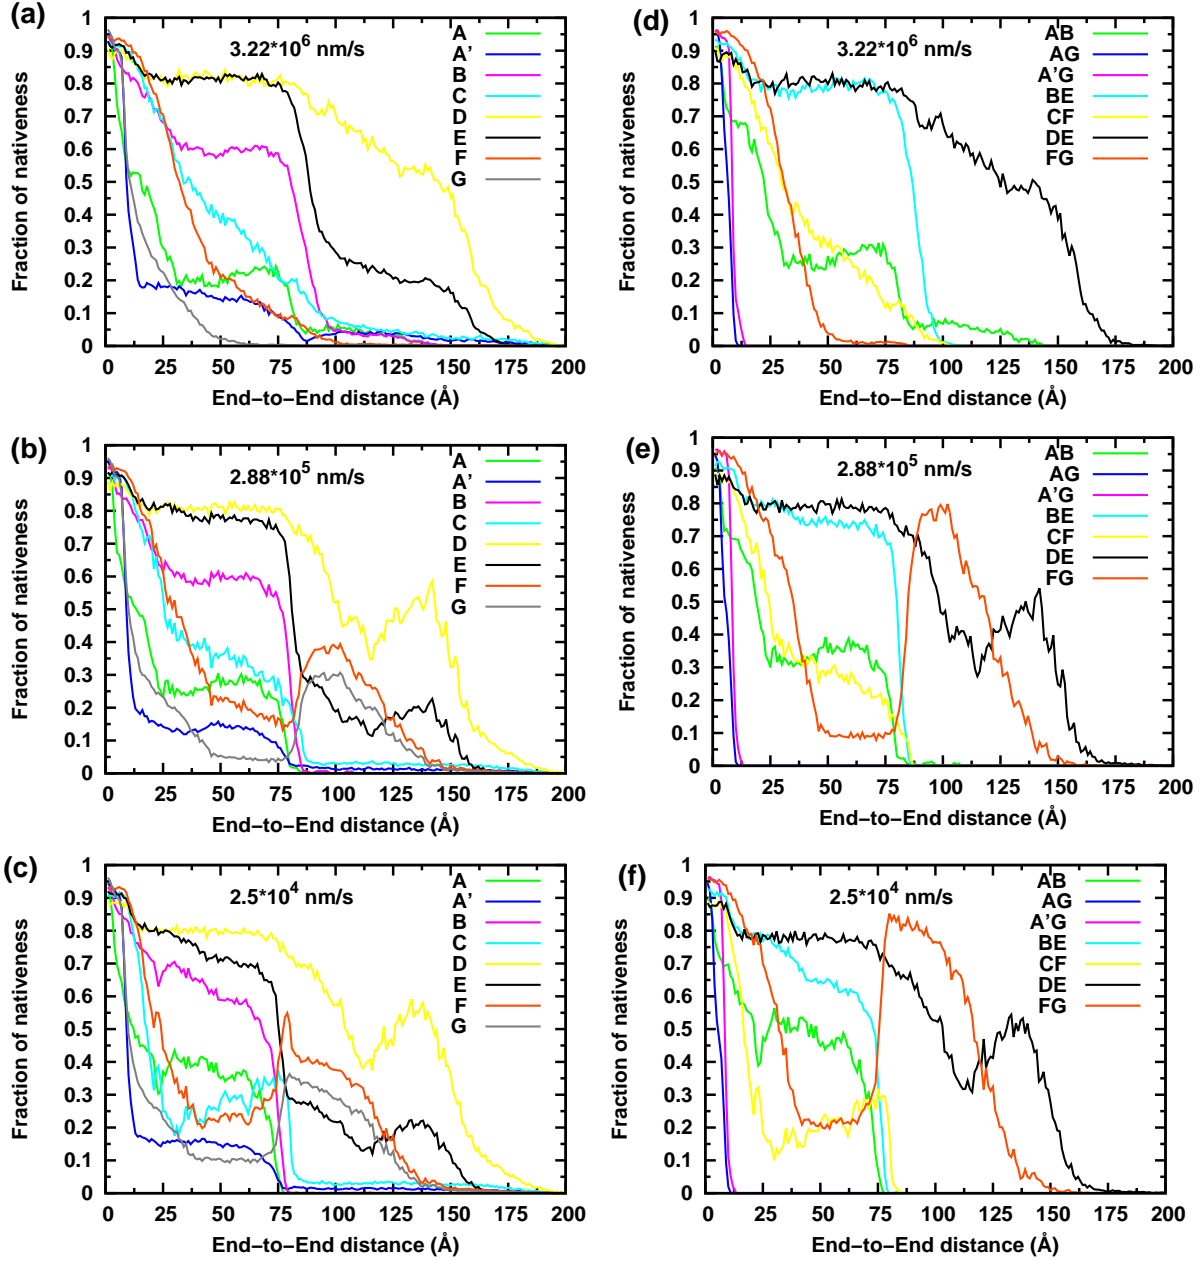 (a)
3.22*10^6 nm/s
A
A'
B
C
D
E
F
G
Fraction of nativeness
1
0.9
0.8
0.7
0.6
0.5
0.4
0.3
0.2
0.1
0
0 25 50 75 100 125 150 175 200
End–to–End distance (Å)
(d)
3.22*10^6 nm/s
AB
AG
A'G
BE
CF
DE
FG
Fraction of nativeness
1
0.9
0.8
0.7
0.6
0.5
0.4
0.3
0.2
0.1
0
0 25 50 75 100 125 150 175 200
End–to–End distance (Å)
(b)
2.88*10^5 nm/s
A
A'
B
C
D
E
F
G
Fraction of nativeness
1
0.9
0.8
0.7
0.6
0.5
0.4
0.3
0.2
0.1
0
0 25 50 75 100 125 150 175 200
End–to–End distance (Å)
(e)
2.88*10^5 nm/s
AB
AG
A'G
BE
CF
DE
FG
Fraction of nativeness
1
0.9
0.8
0.7
0.6
0.5
0.4
0.3
0.2
0.1
0
0 25 50 75 100 125 150 175 200
End–to–End distance (Å)
(c)
2.5*10^4 nm/s
A
A'
B
C
D
E
F
G
Fraction of nativeness
1
0.9
0.8
0.7
0.6
0.5
0.4
0.3
0.2
0.1
0
0 25 50 75 100 125 150 175 200
End–to–End distance (Å)
(f)
2.5*10^4 nm/s
AB
AG
A'G
BE
CF
DE
FG
Fraction of nativeness
1
0.9
0.8
0.7
0.6
0.5
0.4
0.3
0.2
0.1
0
0 25 50 75 100 125 150 175 200
End–to–End distance (Å)